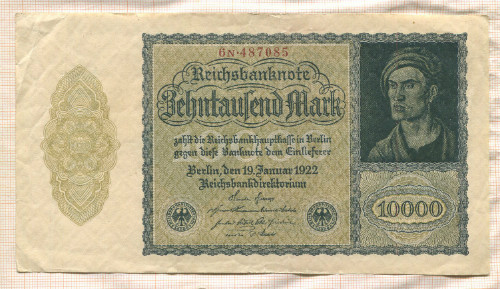 6N·487085
Reichsbanknote
Zehntausend Mark
zahlt die Reichsbankhauptkasse in Berlin
gegen diese Banknote dem Einlieferer
Berlin, den 19. Januar 1922
Reichsbankdirektorium
10000